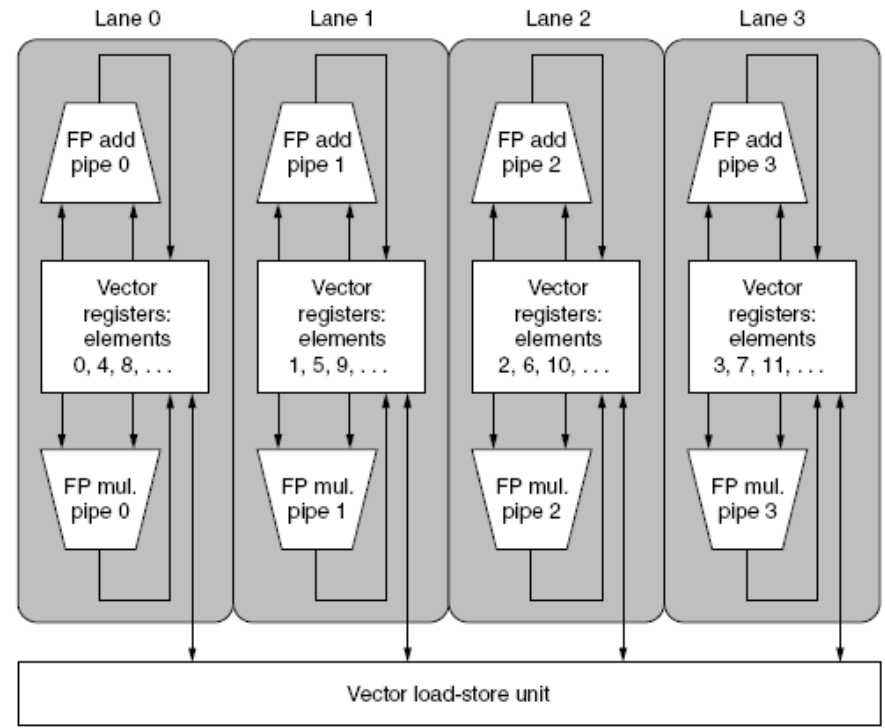 Lane 0
Lane 1
Lane 2
Lane 3
FP add
pipe 0
FP add
pipe 1
FP add
pipe 2
FP add
pipe 3
Vector
registers:
elements
0, 4, 8, . . .
Vector
registers:
elements
1, 5, 9, . . .
Vector
registers:
elements
2, 6, 10, . . .
Vector
registers:
elements
3, 7, 11, . . .
FP mul.
pipe 0
FP mul.
pipe 1
FP mul.
pipe 2
FP mul.
pipe 3
Vector load-store unit